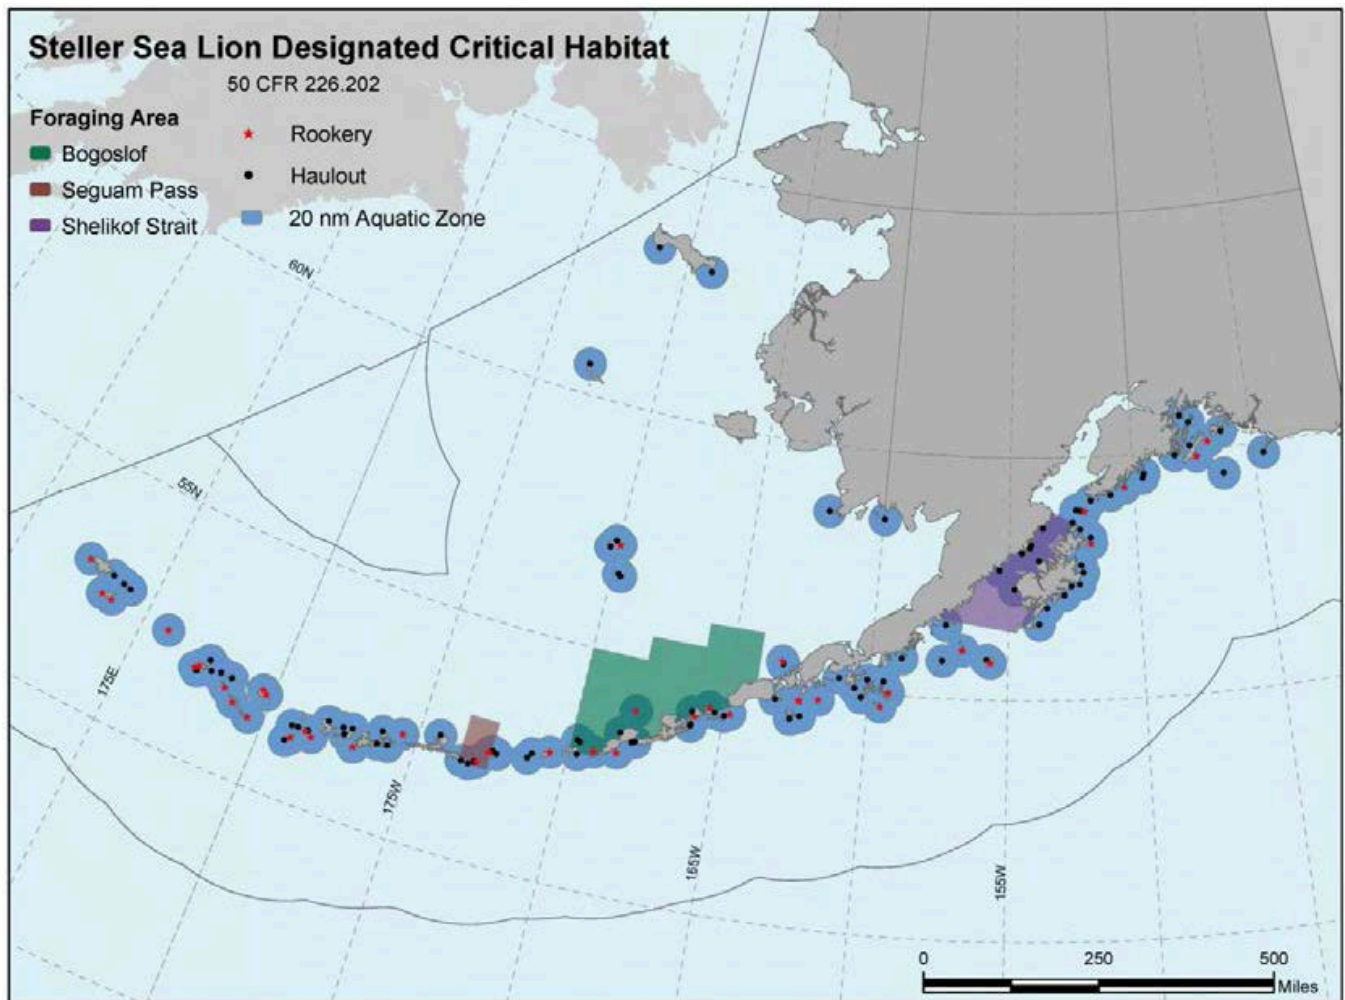 Steller Sea Lion Designated Critical Habitat
50 CFR 226.202
Foraging Area
Bogoslof
Seguam Pass
Shelikof Strait
Rookery
Haulout
20 nm Aquatic Zone
60N
55N
175E
175W
165W
155W
0 250 500
Miles